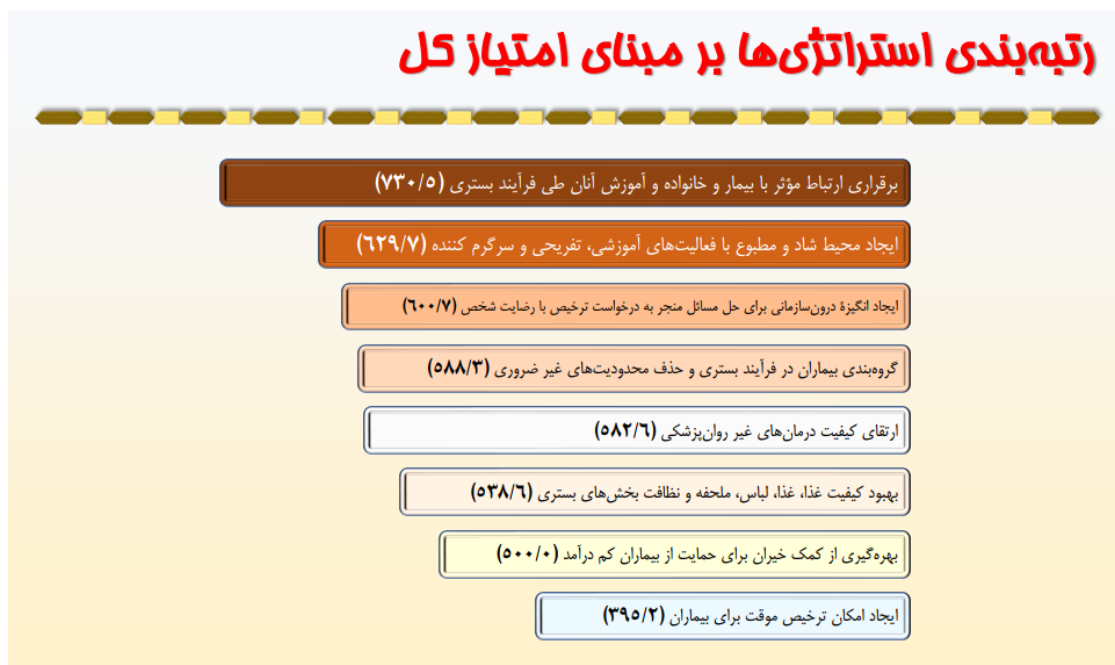 رتبه‌بندی استراتژی‌ها بر مبنای امتیاز کل
برقراری ارتباط مؤثر با بیمار و خانواده و آموزش آنان طی فرآیند بستری (۷۳۰/۵)
ایجاد محیط شاد و مطبوع با فعالیت‌های آموزشی، تفریحی و سرگرم کننده (۶۲۹/۷)
ایجاد انگیزهٔ درون‌سازمانی برای حل مسائل منجر به درخواست ترخیص با رضایت شخص (۶۰۰/۷)
گروه‌بندی بیماران در فرآیند بستری و حذف محدودیت‌های غیر ضروری (۵۸۸/۳)
ارتقای کیفیت درمان‌های غیر روان‌پزشکی (۵۸۲/۶)
بهبود کیفیت غذا، غذا، لباس، ملحفه و نظافت بخش‌های بستری (۵۳۸/۶)
بهره‌گیری از کمک خیران برای حمایت از بیماران کم درآمد (۵۰۰/۰)
ایجاد امکان ترخیص موقت برای بیماران (۳۹۵/۲)